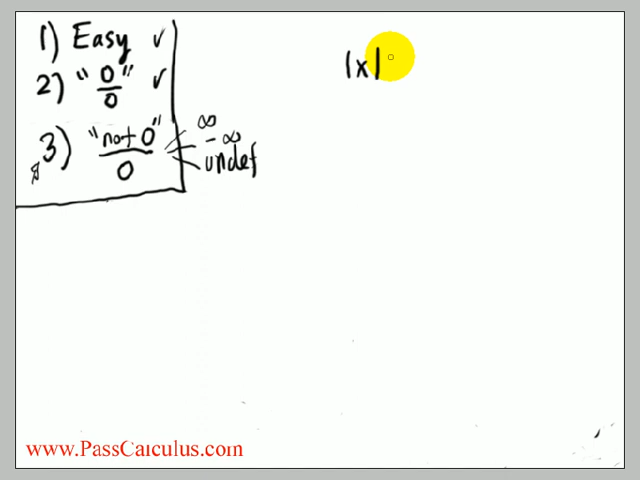 1) Easy ✓
2) "0/0" ✓
3) "not 0"/0
∞
-∞
undef
|x|
www.PassCalculus.com